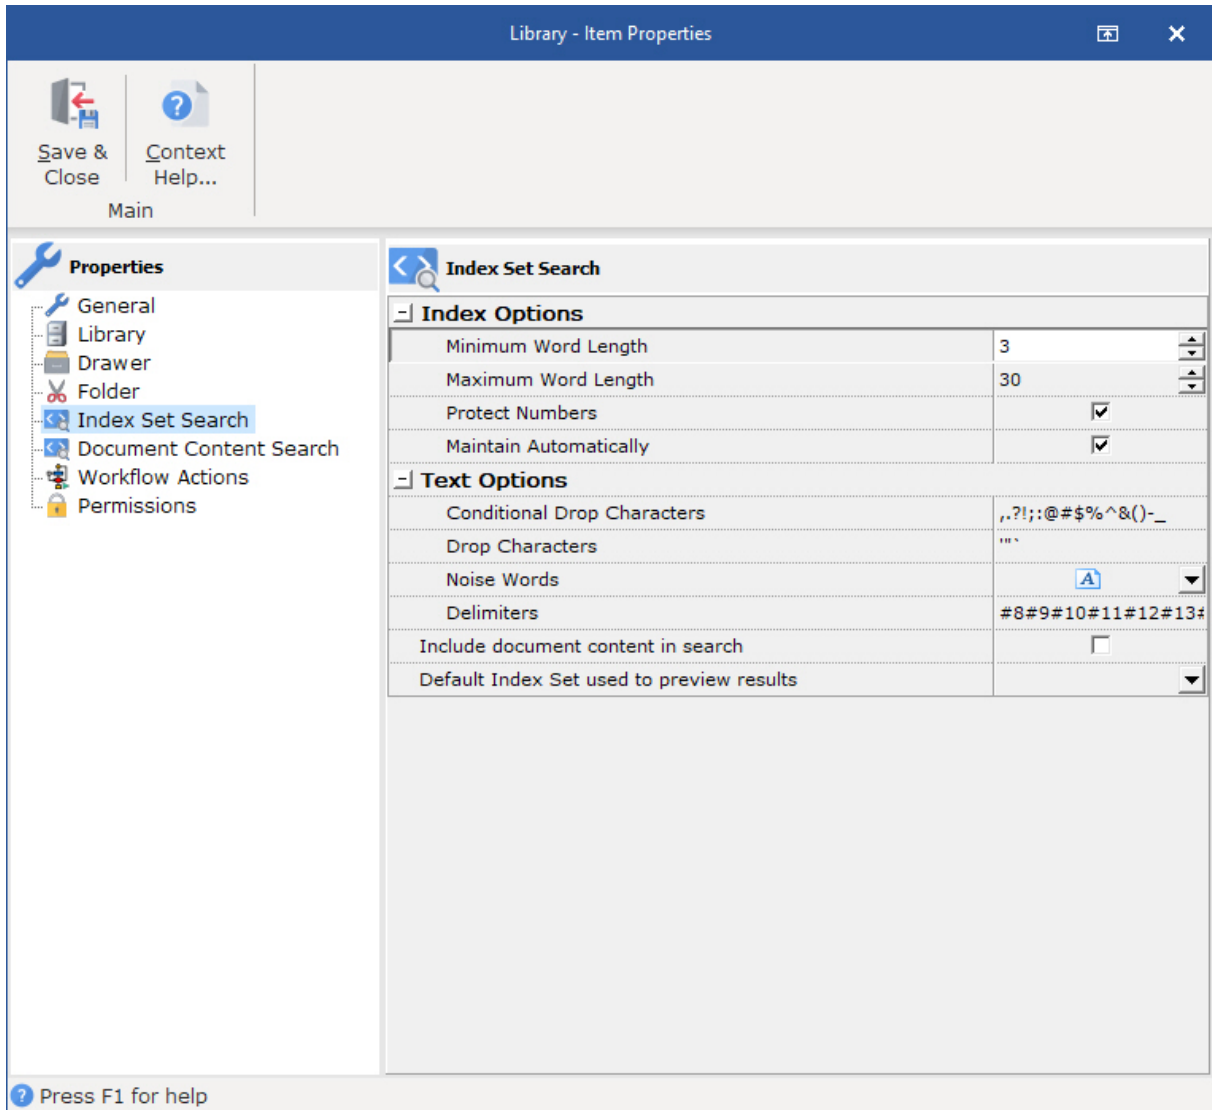 Library - Item Properties
Save & Close
Context Help...
Main
Properties
General
Library
Drawer
Folder
Index Set Search
Document Content Search
Workflow Actions
Permissions
Index Set Search
Index Options
Minimum Word Length 3
Maximum Word Length 30
Protect Numbers
Maintain Automatically
Text Options
Conditional Drop Characters ,.?!;:@#$%^&()-_
Drop Characters '"`
Noise Words A
Delimiters #8#9#10#11#12#13#
Include document content in search
Default Index Set used to preview results
Press F1 for help